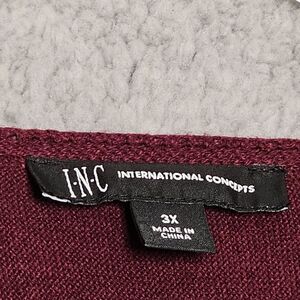 I·N·C INTERNATIONAL CONCEPTS
3X
MADE IN
CHINA